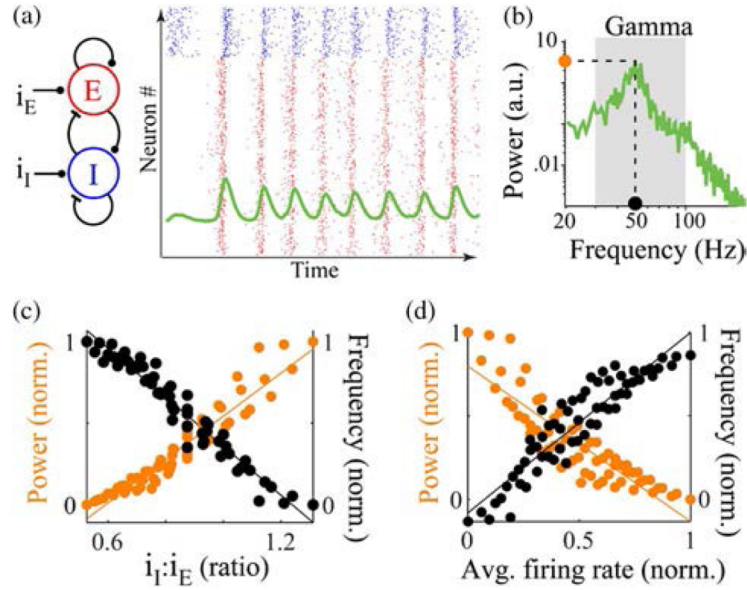 (a)
E
i_E
I
i_I
Neuron #
Time
(b)
Gamma
10
Power (a.u.)
.01
20
50
100
Frequency (Hz)
(c)
1
Power (norm.)
0
1
Frequency (norm.)
0
0.6
1.2
i_I:i_E (ratio)
(d)
1
Power (norm.)
0
1
Frequency (norm.)
0
0
0.5
1
Avg. firing rate (norm.)